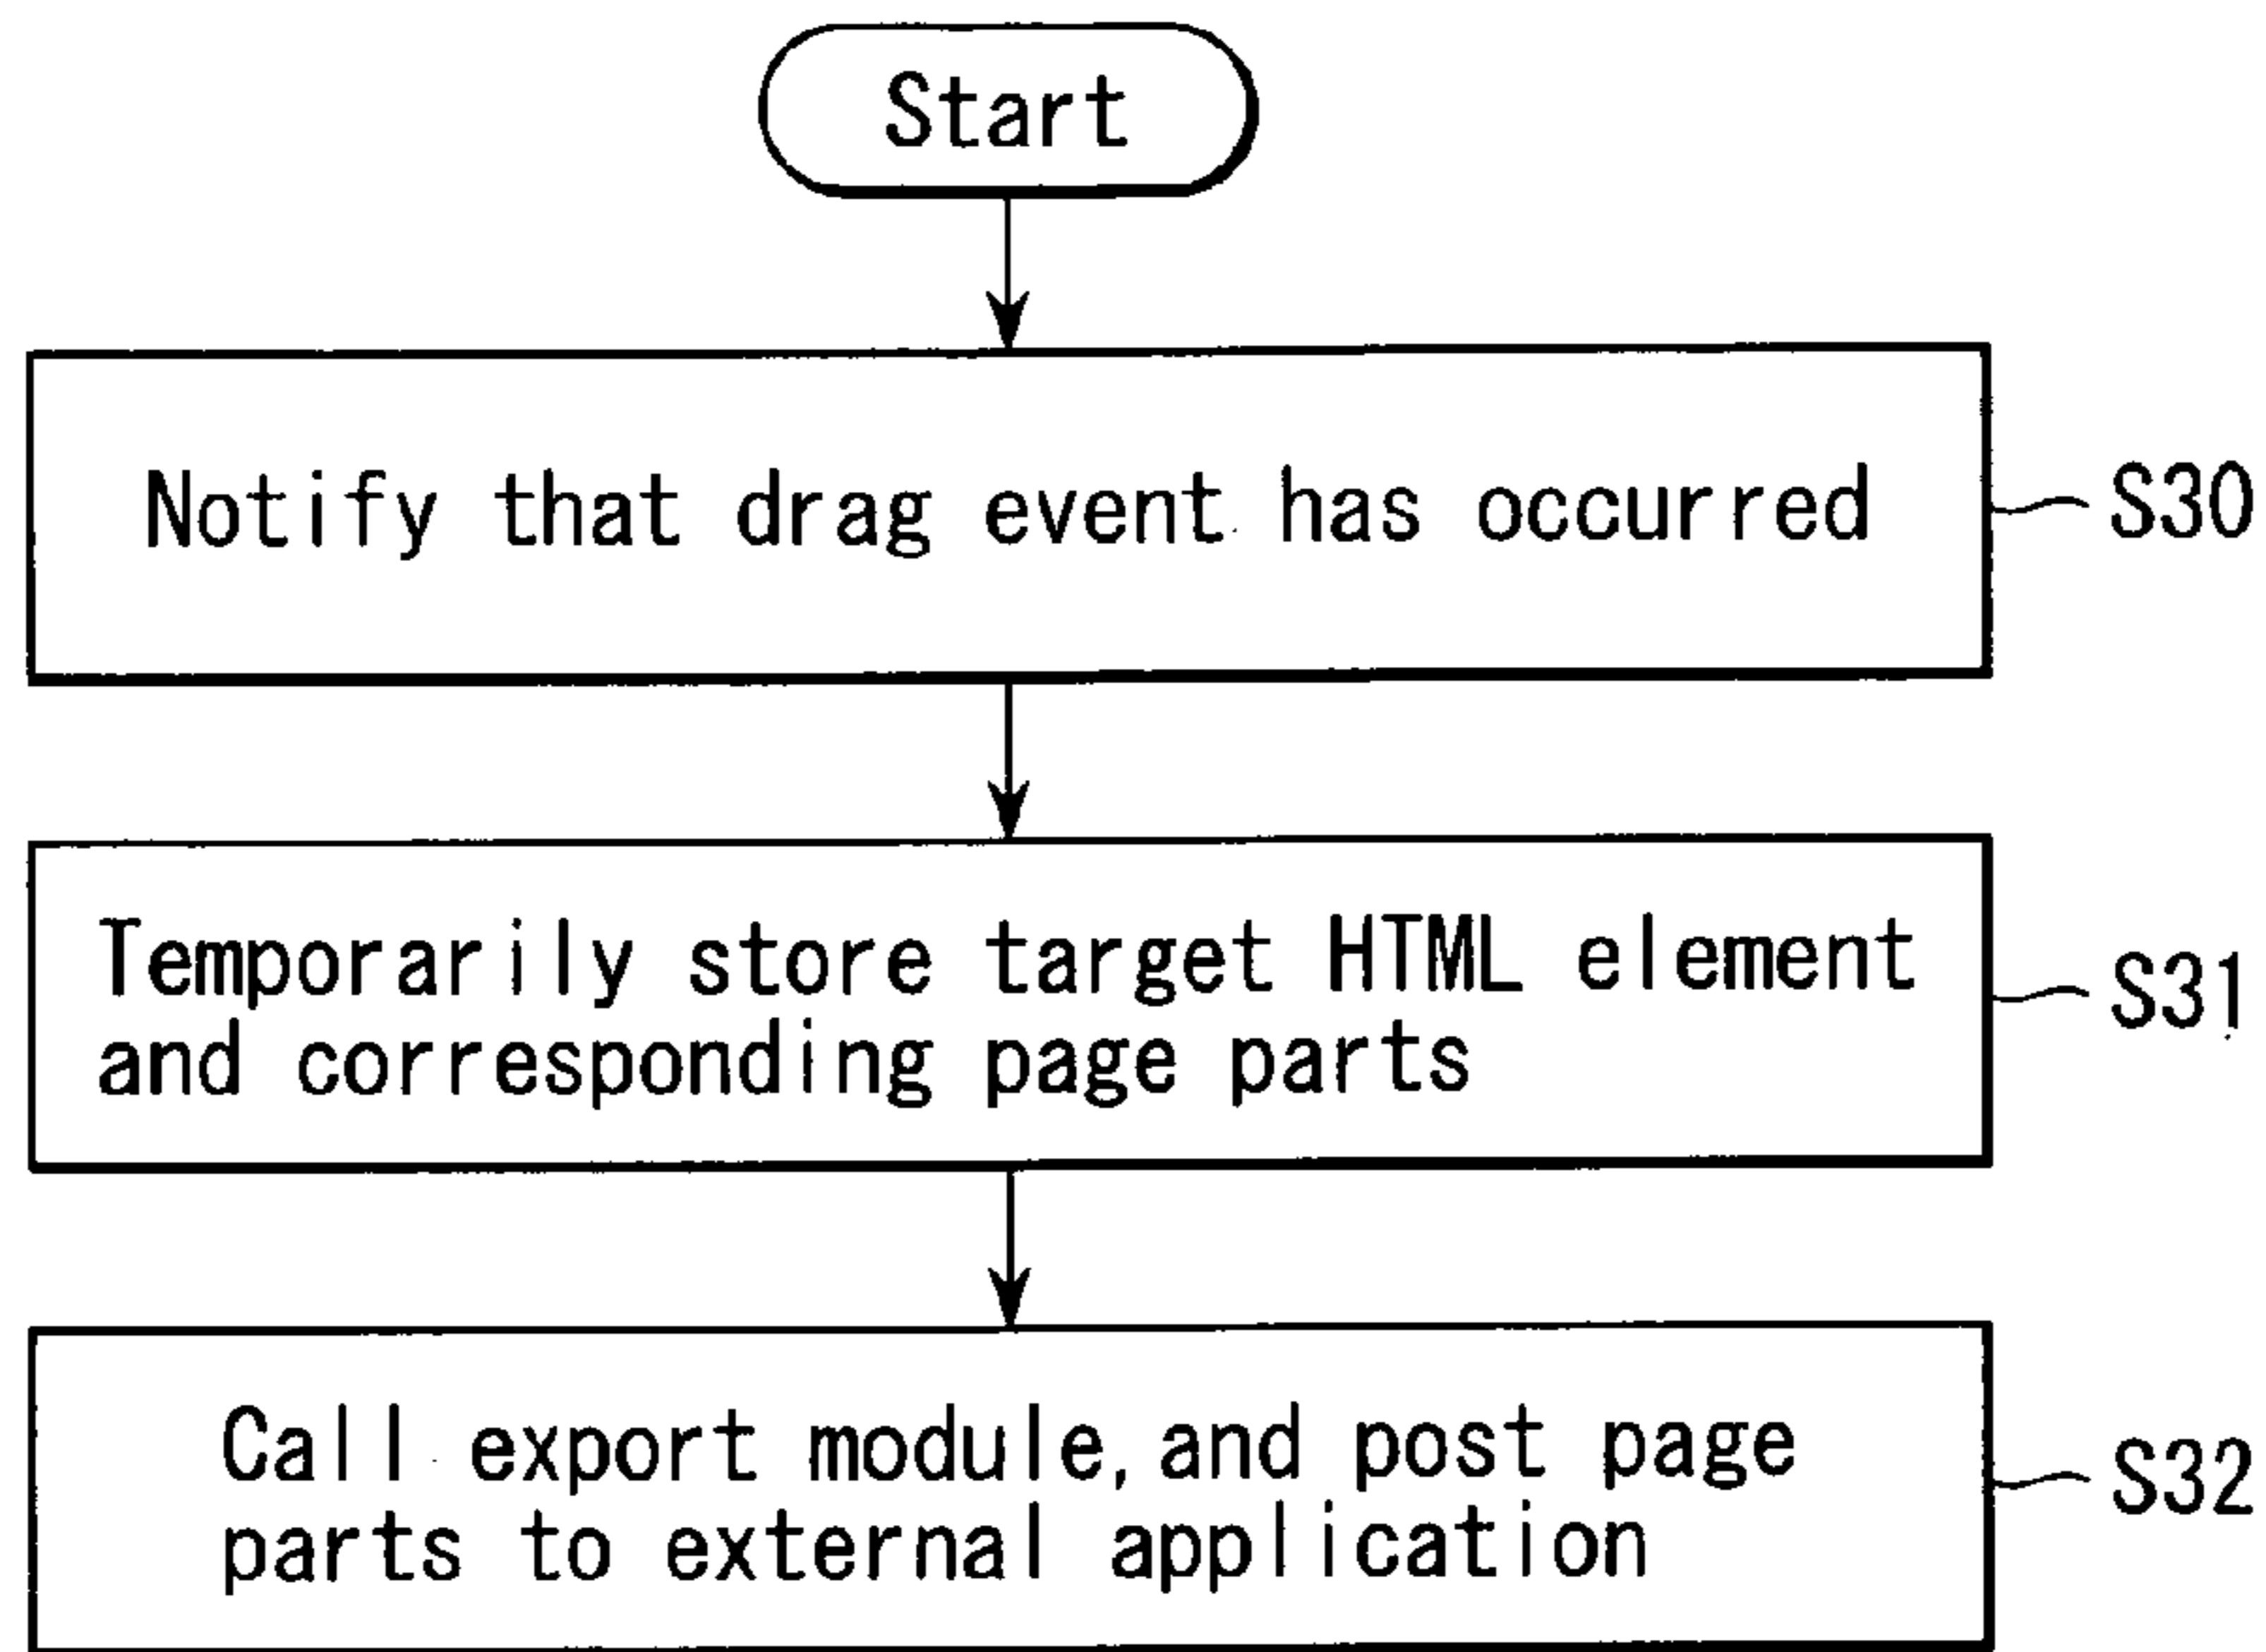 Start
Notify that drag event has occurred
S30
Temporarily store target HTML element
and corresponding page parts
S31
Call export module, and post page
parts to external application
S32